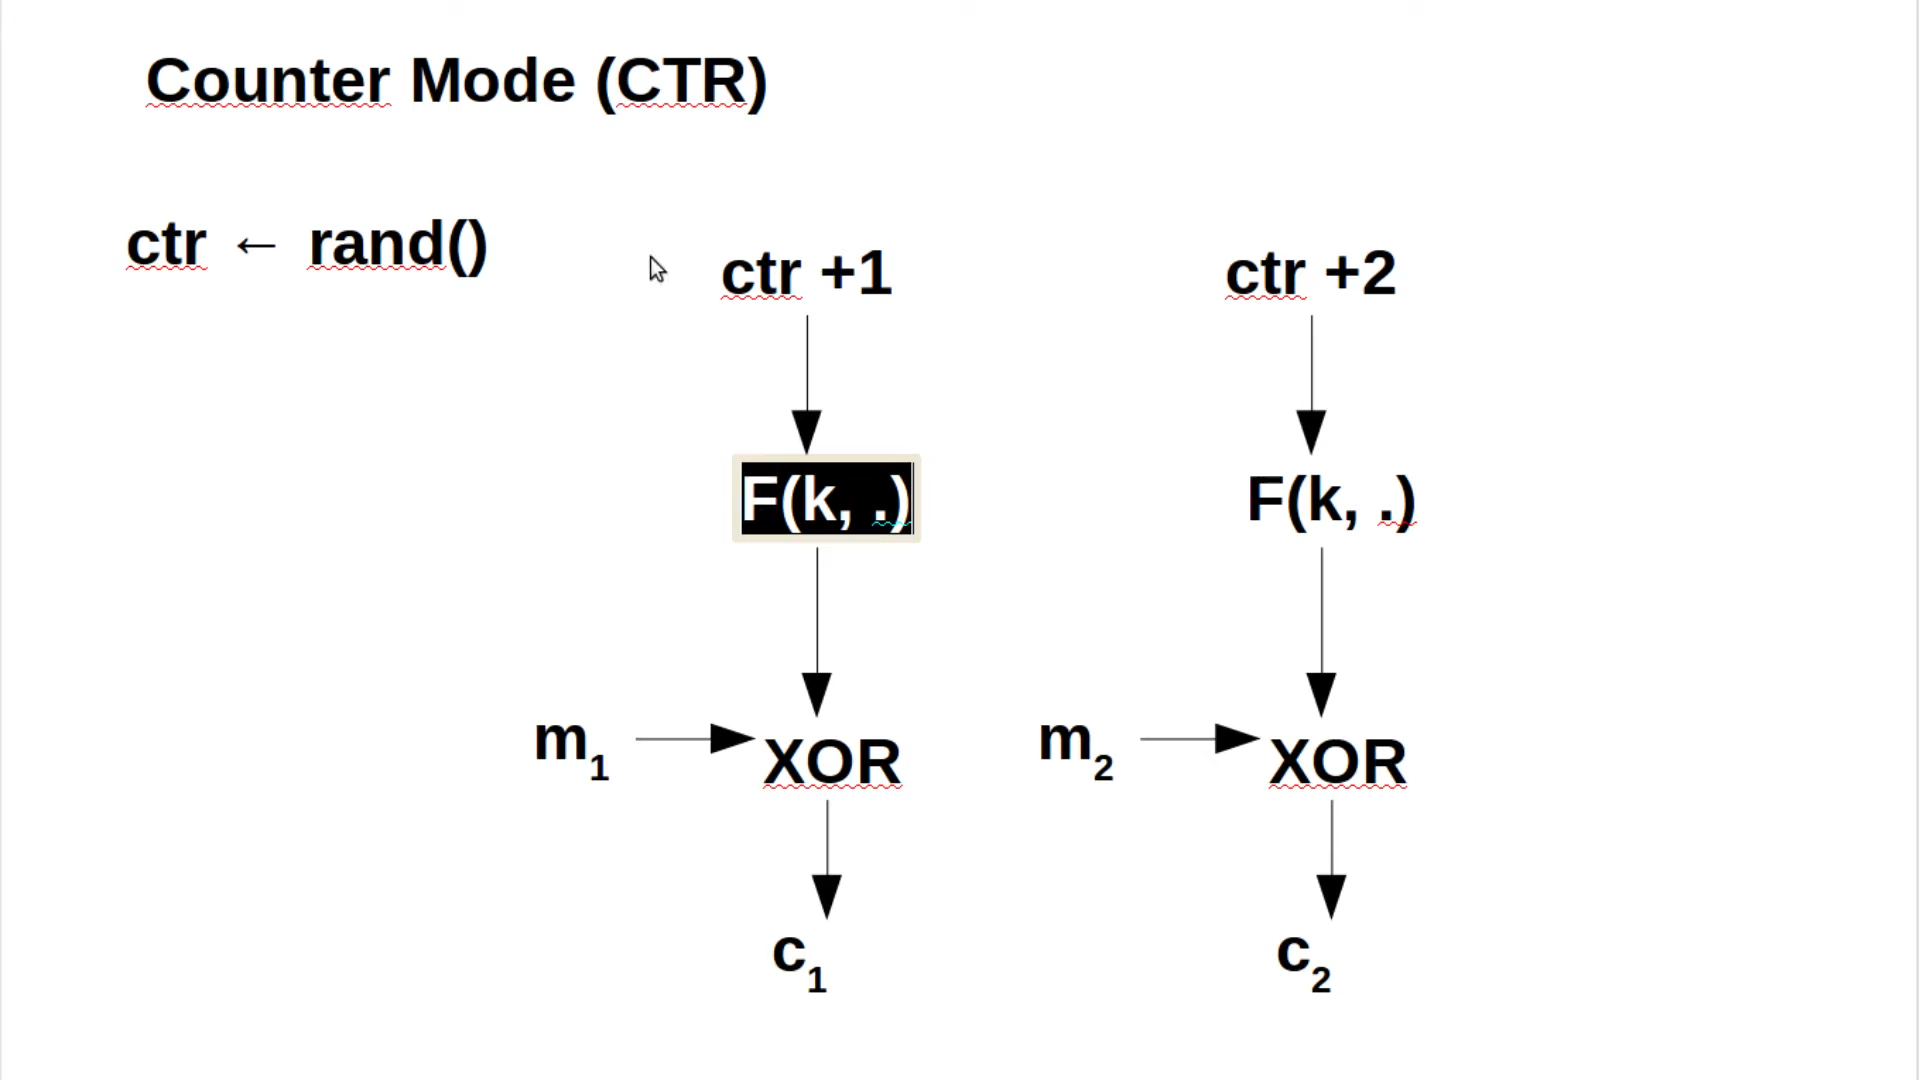 Counter Mode (CTR)
ctr ← rand()
ctr +1
ctr +2
F(k, .)
F(k, .)
m1
XOR
m2
XOR
c1
c2